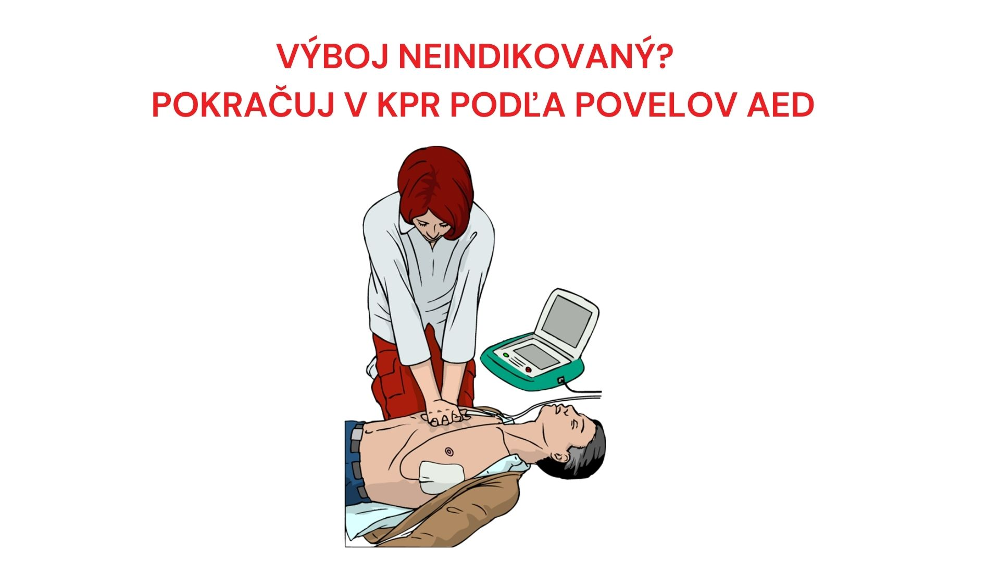 VÝBOJ NEINDIKOVANÝ?
POKRAČUJ V KPR PODĽA POVELOV AED